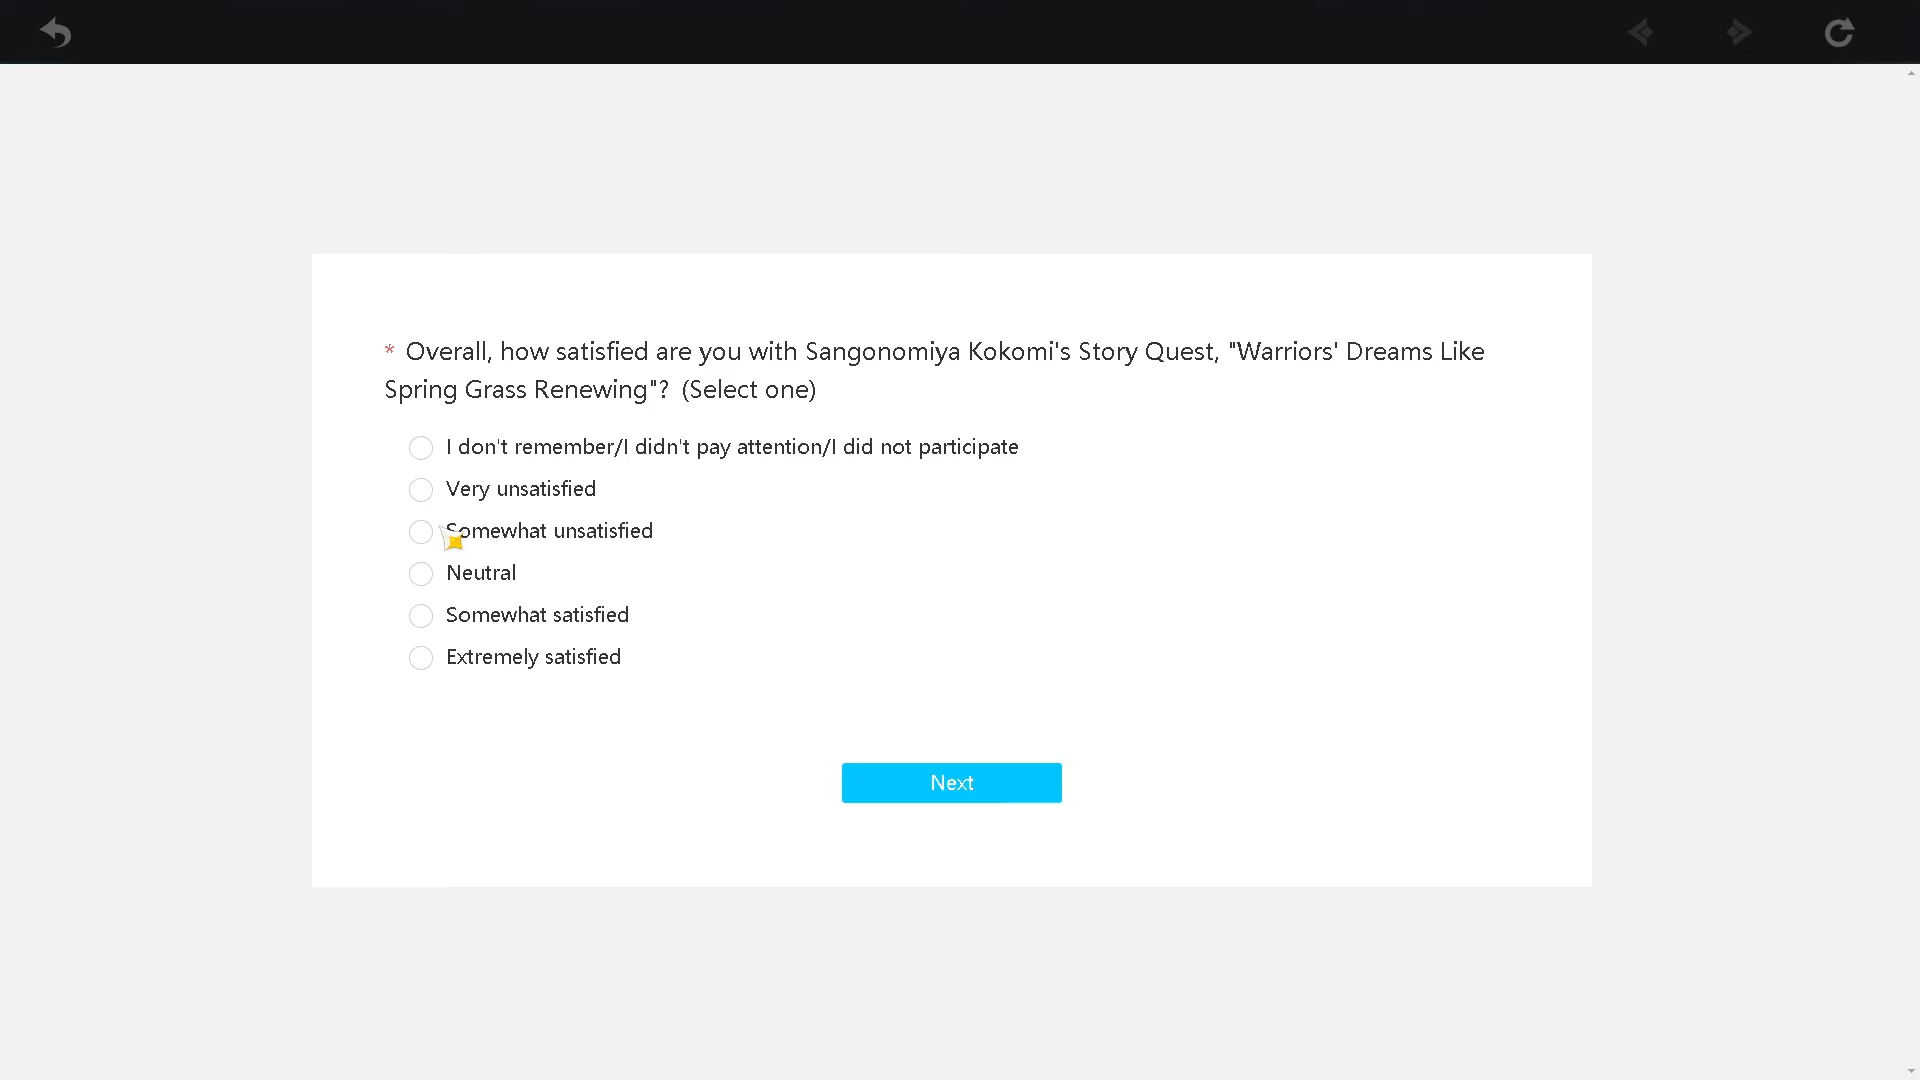 * Overall, how satisfied are you with Sangonomiya Kokomi's Story Quest, "Warriors' Dreams Like
Spring Grass Renewing"? (Select one)
I don't remember/I didn't pay attention/I did not participate
Very unsatisfied
Somewhat unsatisfied
Neutral
Somewhat satisfied
Extremely satisfied
Next